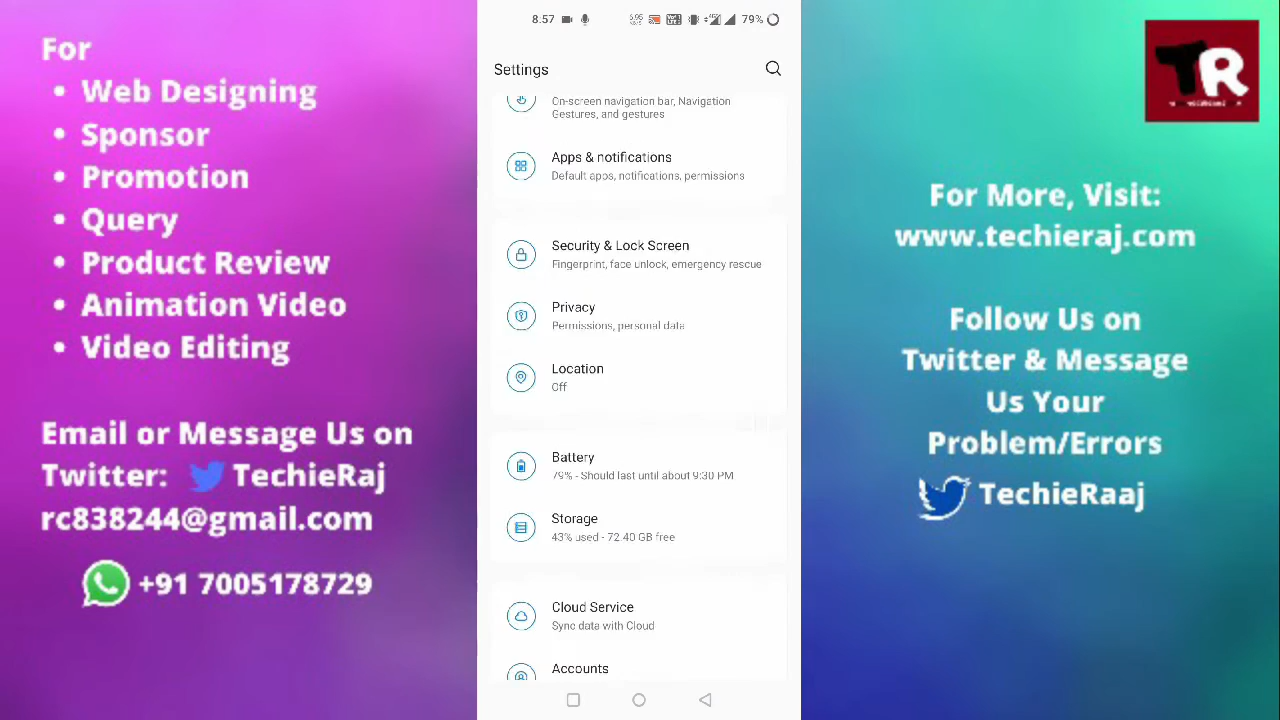 For
• Web Designing
• Sponsor
• Promotion
• Query
• Product Review
• Animation Video
• Video Editing
Email or Message Us on
Twitter: TechieRaj
rc838244@gmail.com
+91 7005178729
8.57
79%
Settings
On-screen navigation bar, Navigation
Gestures, and gestures
Apps & notifications
Default apps, notifications, permissions
Security & Lock Screen
Fingerprint, face unlock, emergency rescue
Privacy
Permissions, personal data
Location
Off
Battery
79% - Should last until about 9:30 PM
Storage
43% used - 72.40 GB free
Cloud Service
Sync data with Cloud
Accounts
TR
For More, Visit:
www.techieraj.com
Follow Us on
Twitter & Message
Us Your
Problem/Errors
TechieRaaj